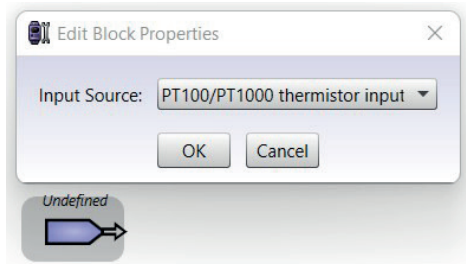 Edit Block Properties
Input Source: PT100/PT1000 thermistor input
OK Cancel
Undefined